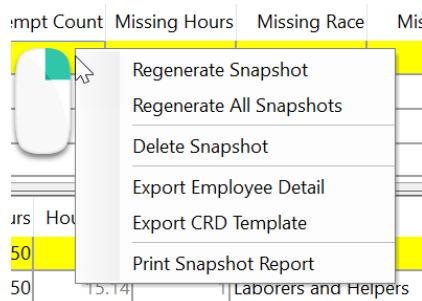 empt Count Missing Hours Missing Race Mis
Regenerate Snapshot
Regenerate All Snapshots
Delete Snapshot
Export Employee Detail
urs Hou
Export CRD Template
50
Print Snapshot Report
50 15.14 1 Laborers and Helpers